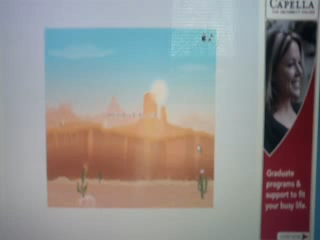 CAPELLA
Graduate
programs &
support to fit
your busy life.